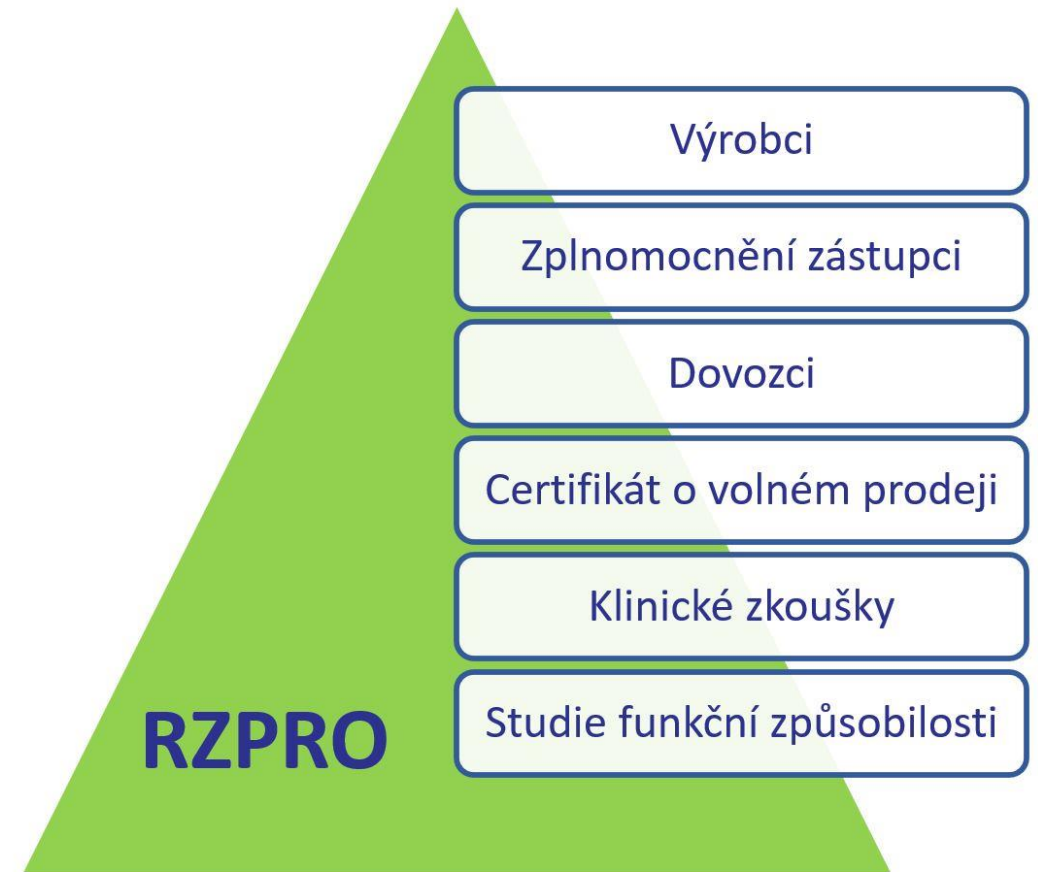 Výrobci
Zplnomocnění zástupci
Dovozci
Certifikát o volném prodeji
Klinické zkoušky
Studie funkční způsobilosti
RZPRO